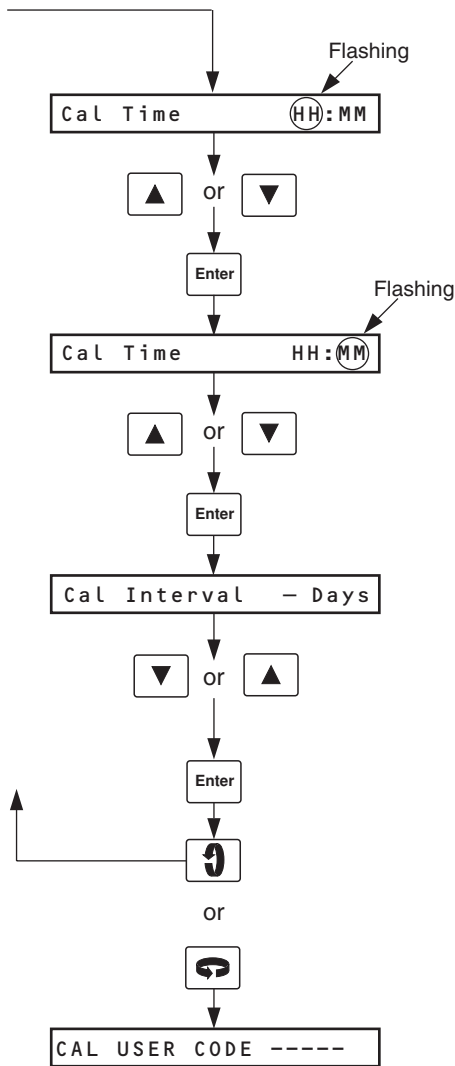 Flashing
Cal Time HH:MM
or
Enter
Flashing
Cal Time HH:MM
or
Enter
Cal Interval – Days
or
Enter
or
CAL USER CODE -----